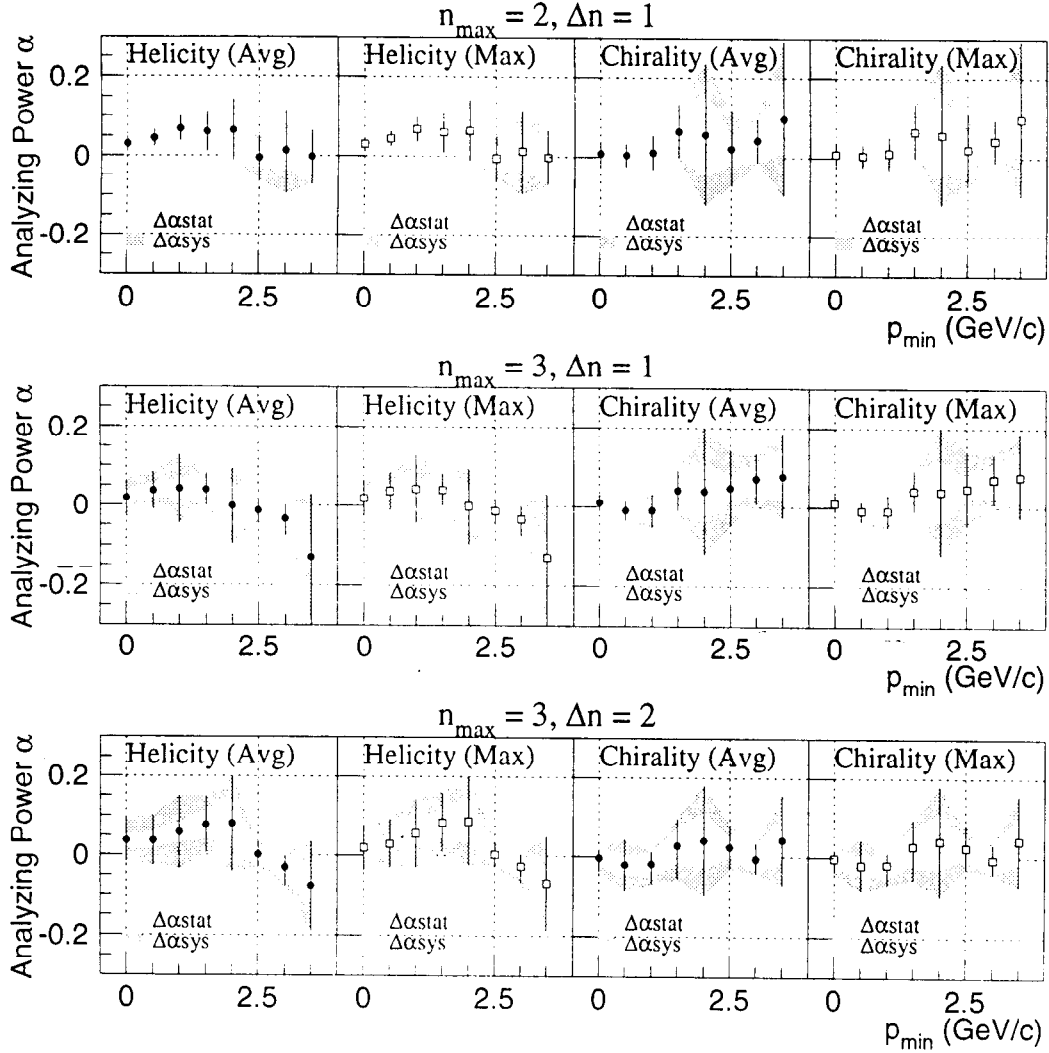 n_max = 2, Δn = 1
Analyzing Power α
Helicity (Avg) Helicity (Max) Chirality (Avg) Chirality (Max)
0.2
0
-0.2
Δαstat Δαstat Δαstat Δαstat
Δαsys Δαsys Δαsys Δαsys
0 2.5 0 2.5 0 2.5 0 2.5
p_min (GeV/c)
n_max = 3, Δn = 1
Analyzing Power α
Helicity (Avg) Helicity (Max) Chirality (Avg) Chirality (Max)
0.2
0
-0.2
Δαstat Δαstat Δαstat Δαstat
Δαsys Δαsys Δαsys Δαsys
0 2.5 0 2.5 0 2.5 0 2.5
p_min (GeV/c)
n_max = 3, Δn = 2
Analyzing Power α
Helicity (Avg) Helicity (Max) Chirality (Avg) Chirality (Max)
0.2
0
-0.2
Δαstat Δαstat Δαstat Δαstat
Δαsys Δαsys Δαsys Δαsys
0 2.5 0 2.5 0 2.5 0 2.5
p_min (GeV/c)